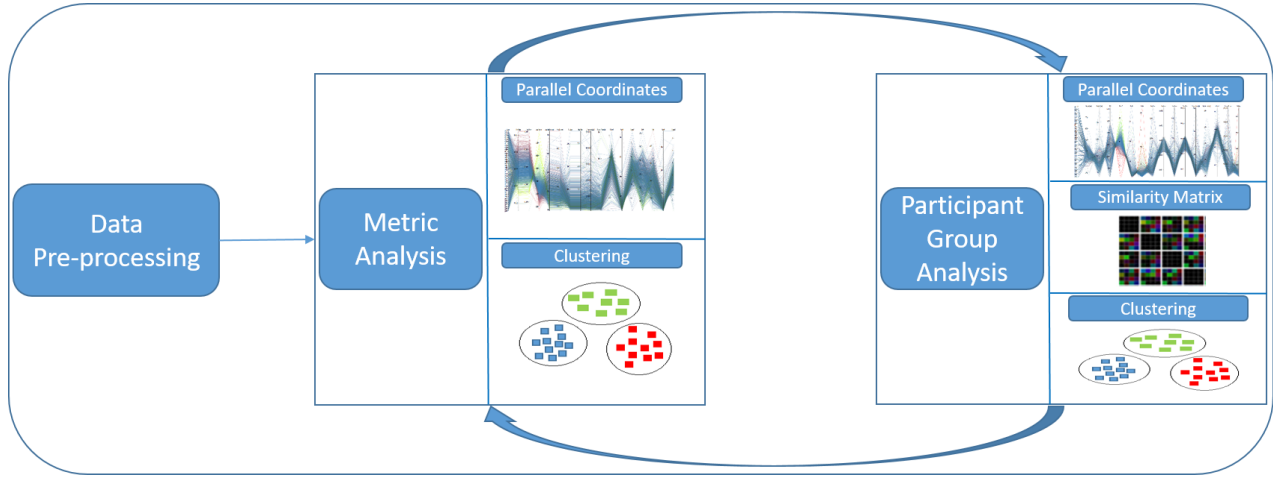 Data
Pre-processing
Metric
Analysis
Parallel Coordinates
Clustering
Participant
Group
Analysis
Parallel Coordinates
Similarity Matrix
Clustering